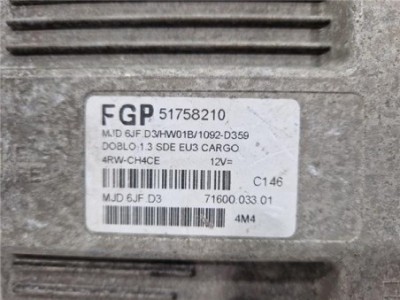 FGP 51758210
MJD 6JF D3/HW01B/1092-D359
DOBLO 1.3 SDE EU3 CARGO
4RW-CH4CE 12V=
C146
MJD 6JF D3 71600.033.01
4M4